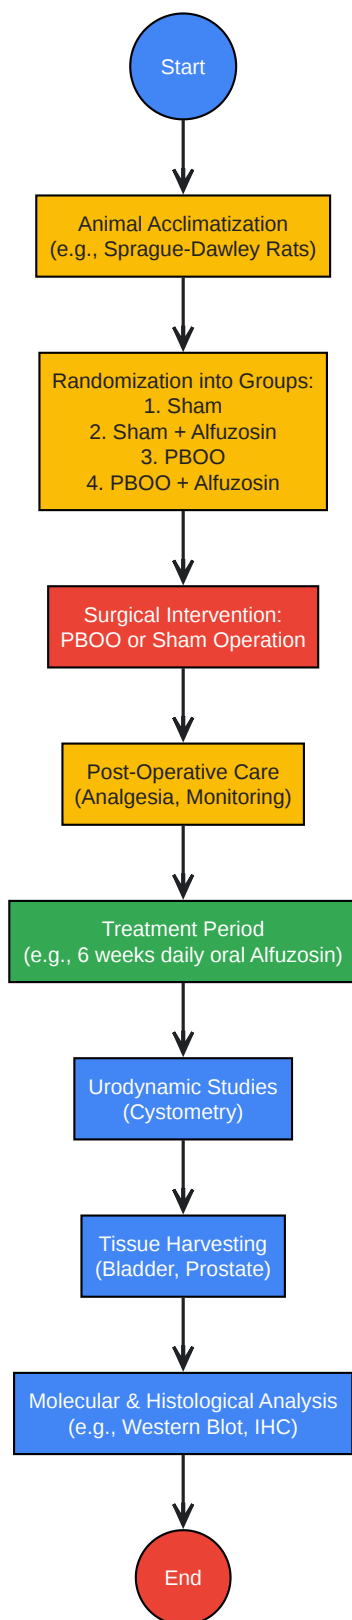 Start
Animal Acclimatization
(e.g., Sprague-Dawley Rats)
Randomization into Groups:
1. Sham
2. Sham + Alfuzosin
3. PBOO
4. PBOO + Alfuzosin
Surgical Intervention:
PBOO or Sham Operation
Post-Operative Care
(Analgesia, Monitoring)
Treatment Period
(e.g., 6 weeks daily oral Alfuzosin)
Urodynamic Studies
(Cystometry)
Tissue Harvesting
(Bladder, Prostate)
Molecular & Histological Analysis
(e.g., Western Blot, IHC)
End